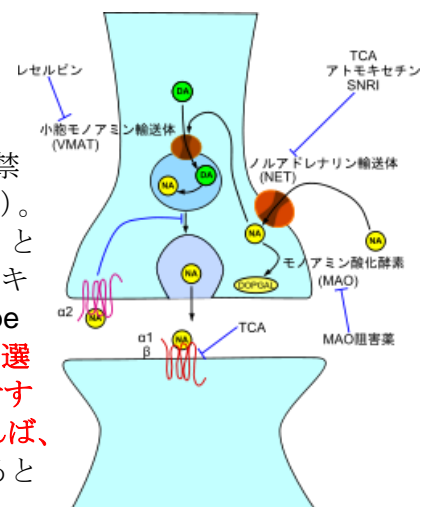 TCA
アトモキセチン
SNRI
レセルピン
DA
小胞モノアミン輸送体
(VMAT)
禁
ノルアドレナリン輸送体
(NET)
)。
NA
DA
と
NA
NA
モノアミン酸化酵素
(MAO)
キ
DOPGAL
NA
be
α2
NA
TCA
MAO阻害薬
選
α1
β
NA
す
ば、
ると